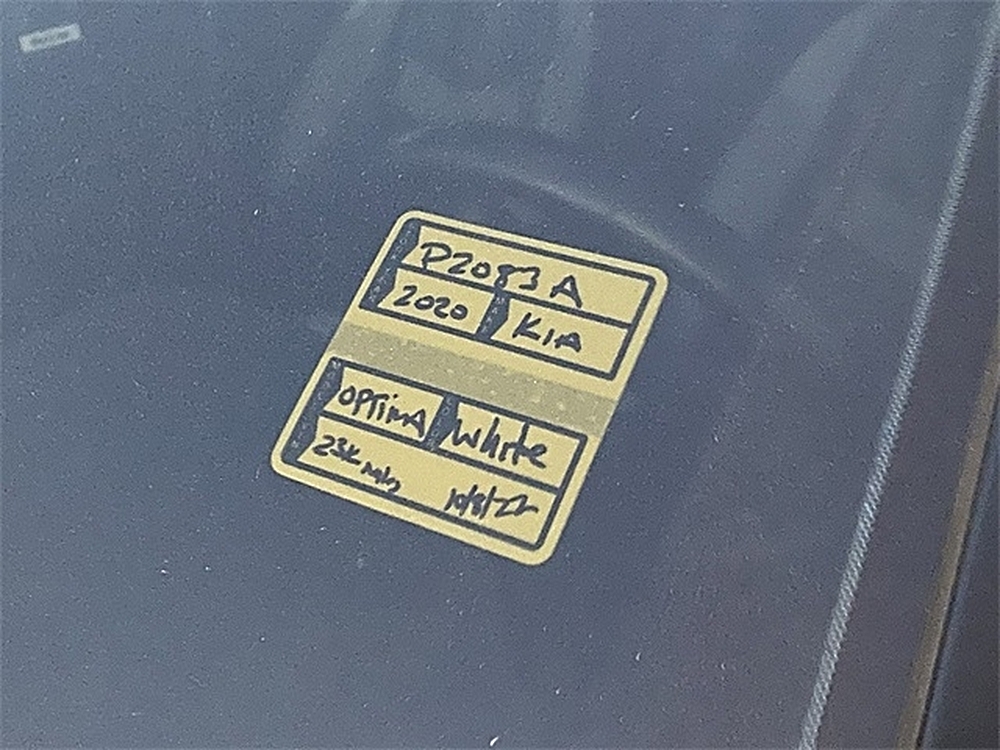 P2083A
2020 KIA
OPTimA White
23K Mls 10/8/22